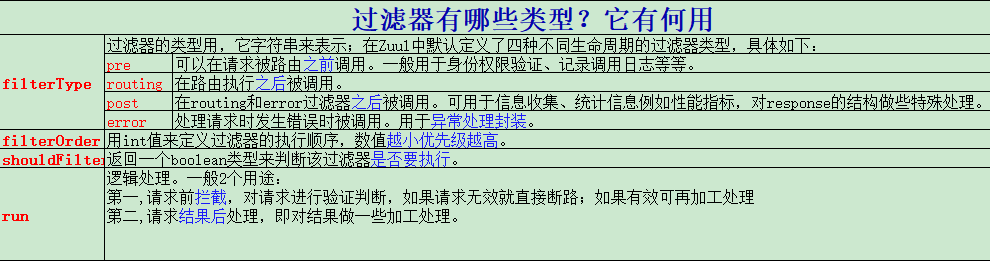 过滤器有哪些类型？它有何用
filterType
过滤器的类型用，它字符串来表示；在Zuul中默认定义了四种不同生命周期的过滤器类型，具体如下：
pre 可以在请求被路由之前调用。一般用于身份权限验证、记录调用日志等等。
routing 在路由执行之后被调用。
post 在routing和error过滤器之后被调用。可用于信息收集、统计信息例如性能指标，对response的结构做些特殊处理。
error 处理请求时发生错误时被调用。用于异常处理封装。
filterOrder 用int值来定义过滤器的执行顺序，数值越小优先级越高。
shouldFilter 返回一个boolean类型来判断该过滤器是否要执行。
run
逻辑处理。一般2个用途：
第一,请求前拦截，对请求进行验证判断，如果请求无效就直接断路；如果有效可再加工处理
第二,请求结果后处理，即对结果做一些加工处理。